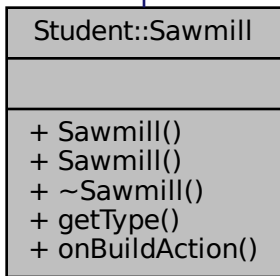 Student::Sawmill
+ Sawmill()
+ Sawmill()
+ ~Sawmill()
+ getType()
+ onBuildAction()